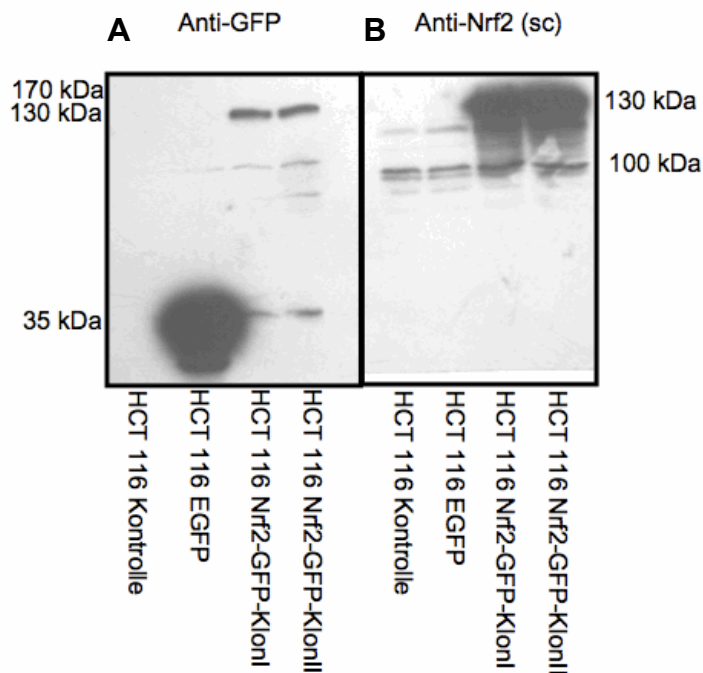 A
Anti-GFP
B
Anti-Nrf2 (sc)
170 kDa
130 kDa
35 kDa
130 kDa
100 kDa
HCT 116 Kontrolle
HCT 116 EGFP
HCT 116 Nrf2-GFP-KlonI
HCT 116 Nrf2-GFP-KlonII
HCT 116 Kontrolle
HCT 116 EGFP
HCT 116 Nrf2-GFP-KlonI
HCT 116 Nrf2-GFP-KlonII